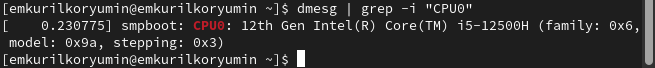 [emkurilkoryumin@emkurilkoryumin ~]$ dmesg | grep -i "CPU0"
[    0.230775] smpboot: CPU0: 12th Gen Intel(R) Core(TM) i5-12500H (family: 0x6,
 model: 0x9a, stepping: 0x3)
[emkurilkoryumin@emkurilkoryumin ~]$